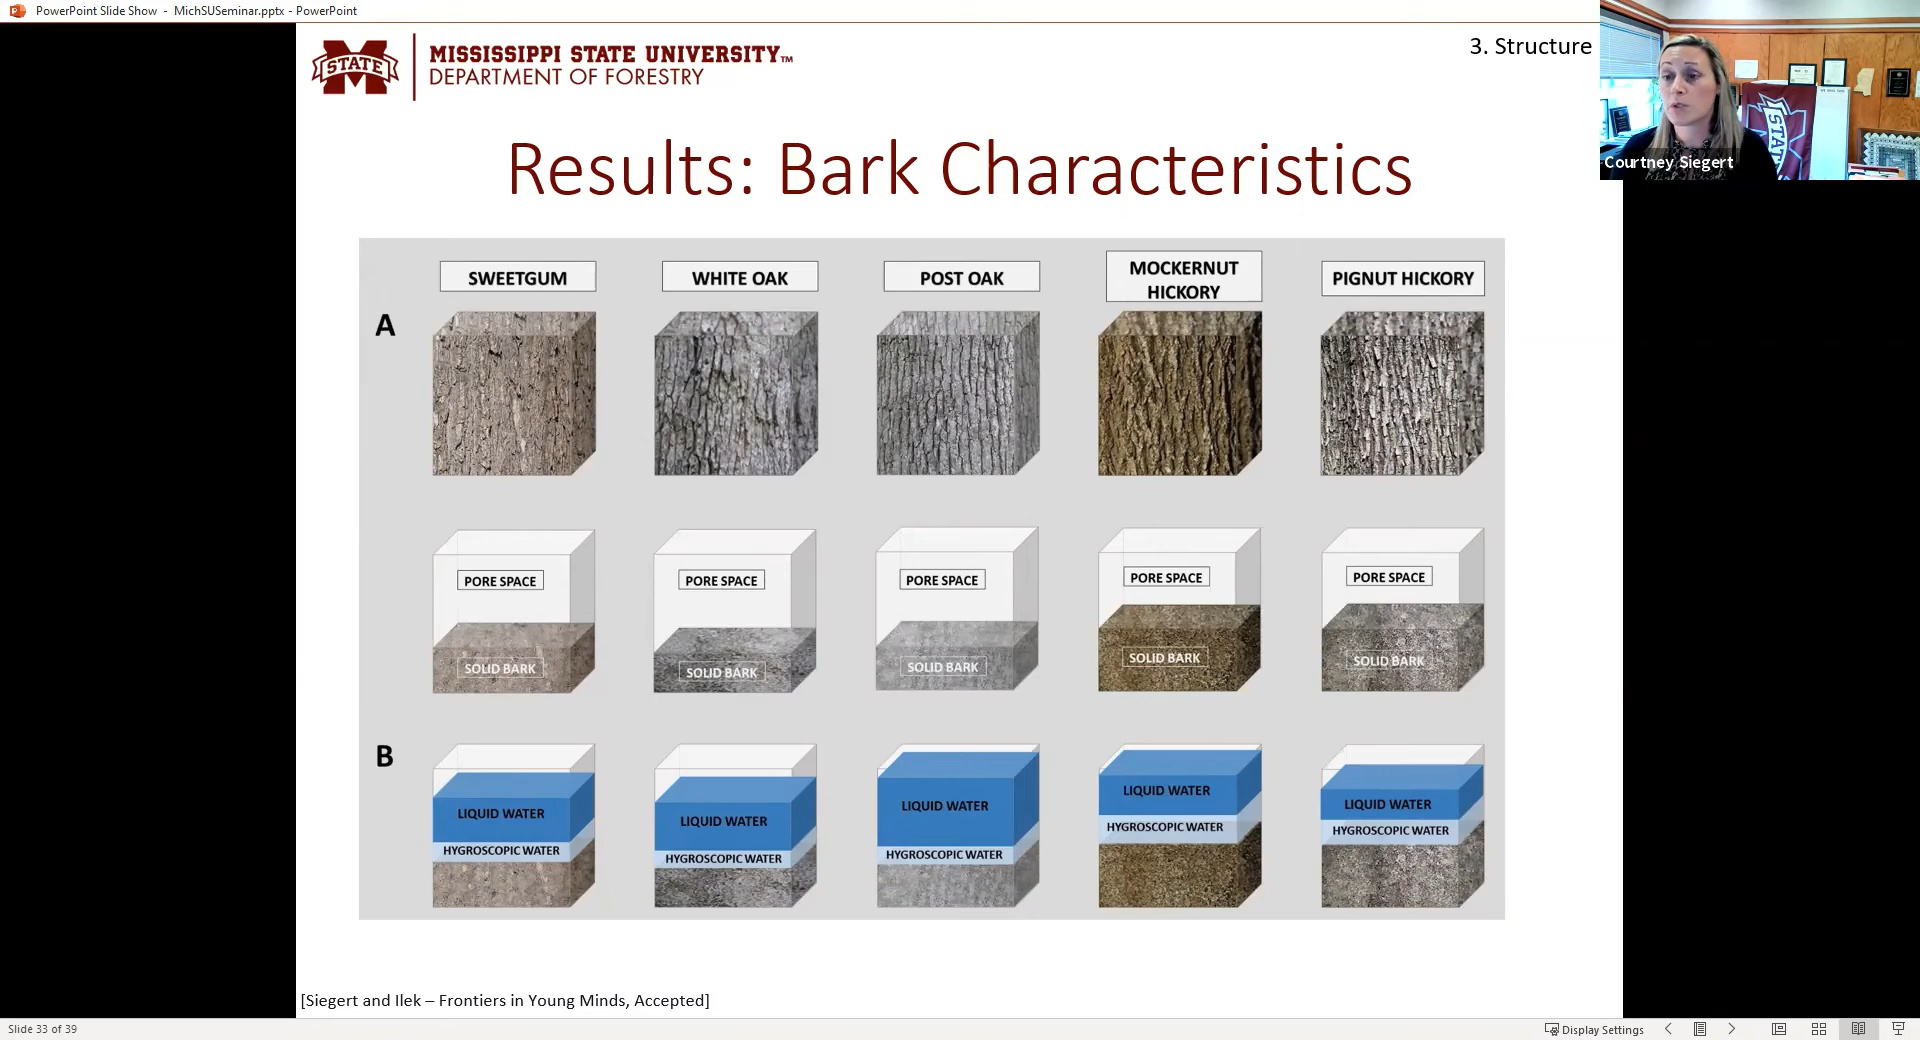 PowerPoint Slide Show - MichSUSeminar.pptx - PowerPoint
STATE
MISSISSIPPI STATE UNIVERSITY™
DEPARTMENT OF FORESTRY
3. Structure
STATE
Courtney Siegert
Results: Bark Characteristics
SWEETGUM
WHITE OAK
POST OAK
MOCKERNUT
HICKORY
PIGNUT HICKORY
A
PORE SPACE
PORE SPACE
PORE SPACE
PORE SPACE
PORE SPACE
SOLID BARK
SOLID BARK
SOLID BARK
SOLID BARK
SOLID BARK
B
LIQUID WATER
LIQUID WATER
LIQUID WATER
LIQUID WATER
LIQUID WATER
HYGROSCOPIC WATER
HYGROSCOPIC WATER
HYGROSCOPIC WATER
HYGROSCOPIC WATER
HYGROSCOPIC WATER
[Siegert and Ilek – Frontiers in Young Minds, Accepted]
Slide 33 of 39
Display Settings